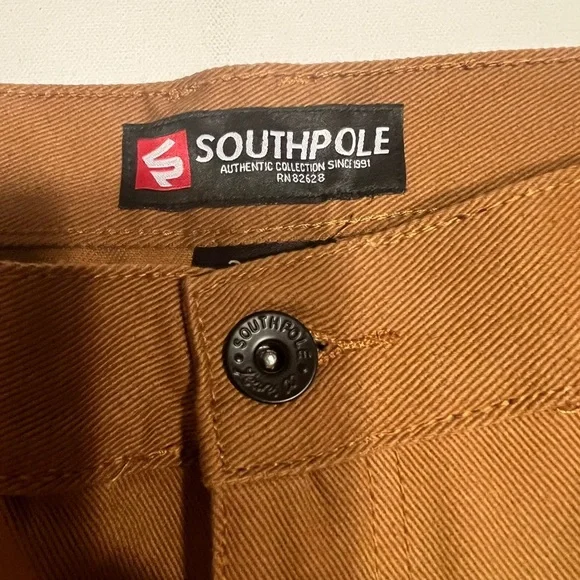 SOUTHPOLE
AUTHENTIC COLLECTION SINCE 1991
RN 82628
SOUTHPOLE